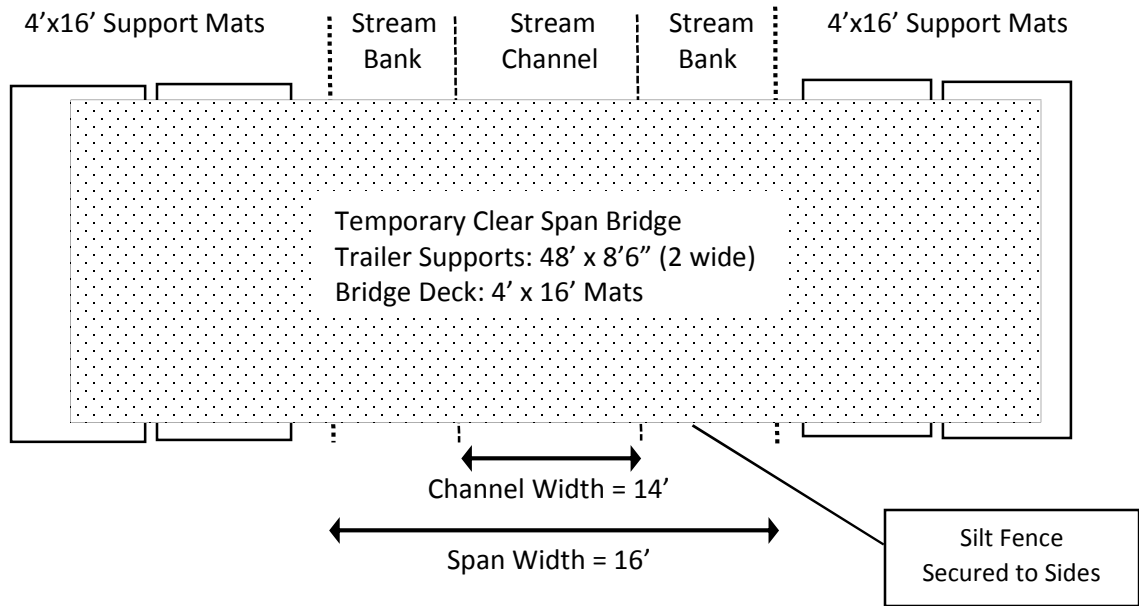 4’x16’ Support Mats
Stream
Bank
Stream
Channel
Stream
Bank
4’x16’ Support Mats
Temporary Clear Span Bridge
Trailer Supports: 48’ x 8’6” (2 wide)
Bridge Deck: 4’ x 16’ Mats
Channel Width = 14’
Span Width = 16’
Silt Fence
Secured to Sides